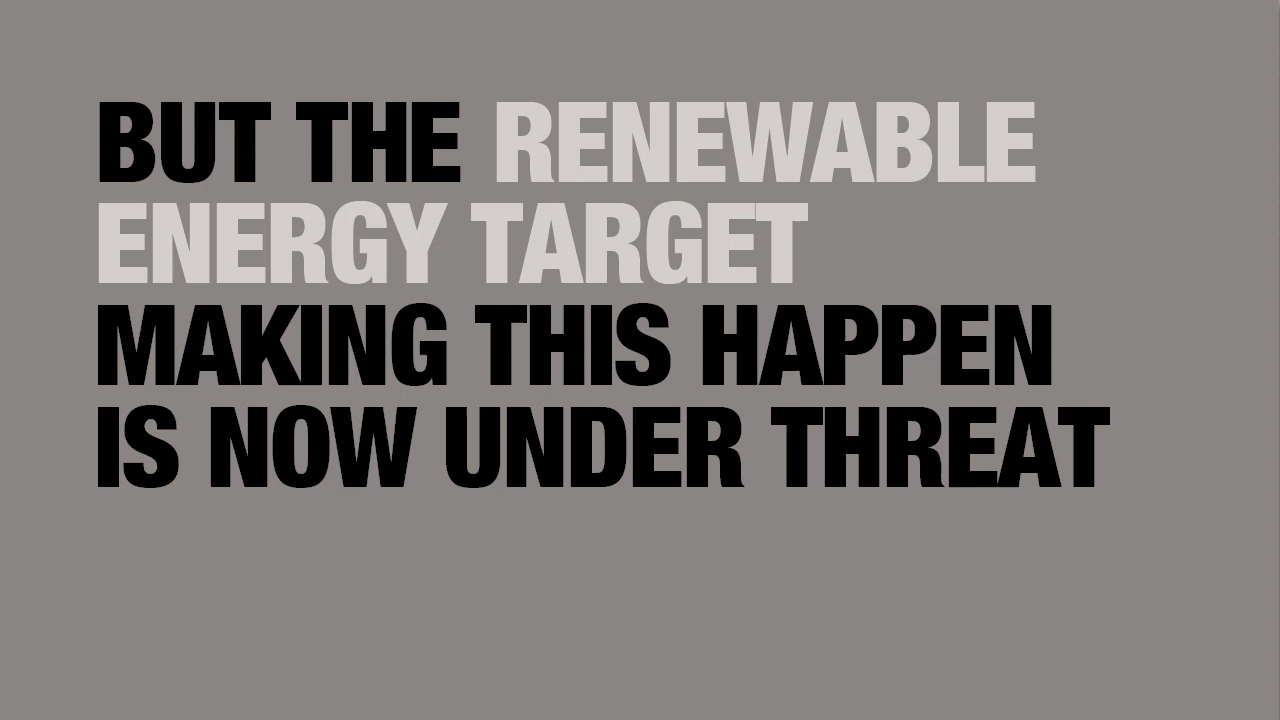 BUT THE RENEWABLE
ENERGY TARGET
MAKING THIS HAPPEN
IS NOW UNDER THREAT